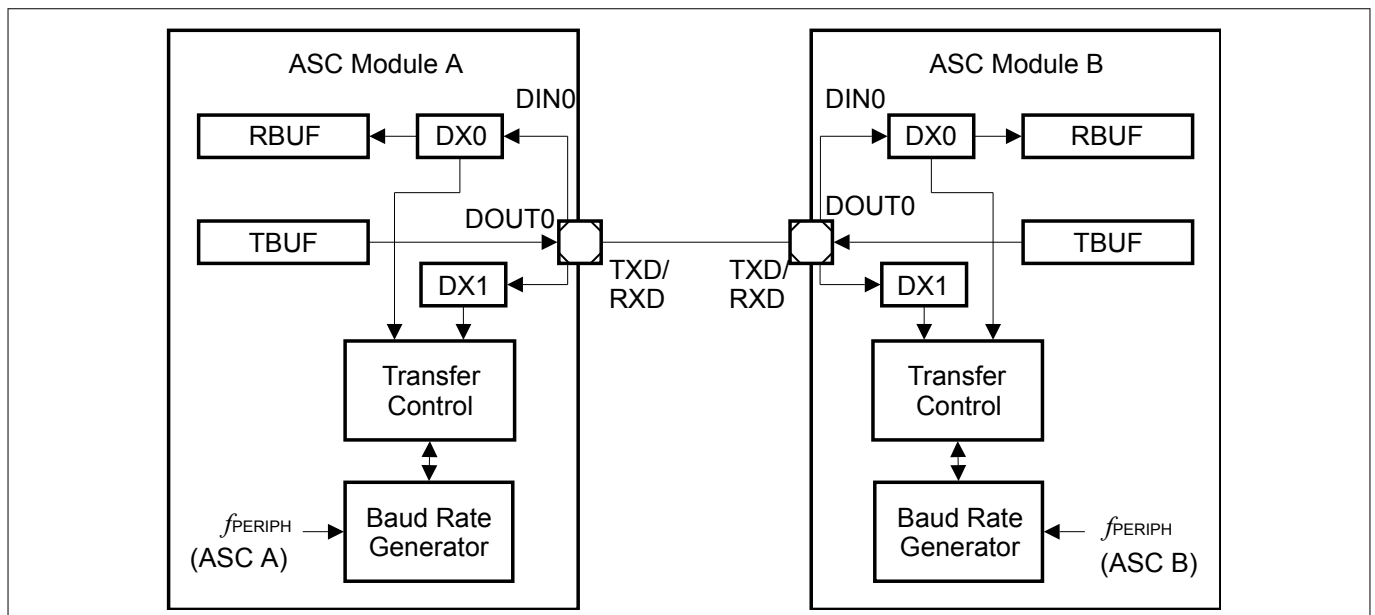 ASC Module A
DIN0
RBUF
DX0
DOUT0
TBUF
TXD/
RXD
DX1
Transfer
Control
Baud Rate
Generator
fPERIPH
(ASC A)
ASC Module B
DIN0
DX0
RBUF
DOUT0
TBUF
TXD/
RXD
DX1
Transfer
Control
Baud Rate
Generator
fPERIPH
(ASC B)